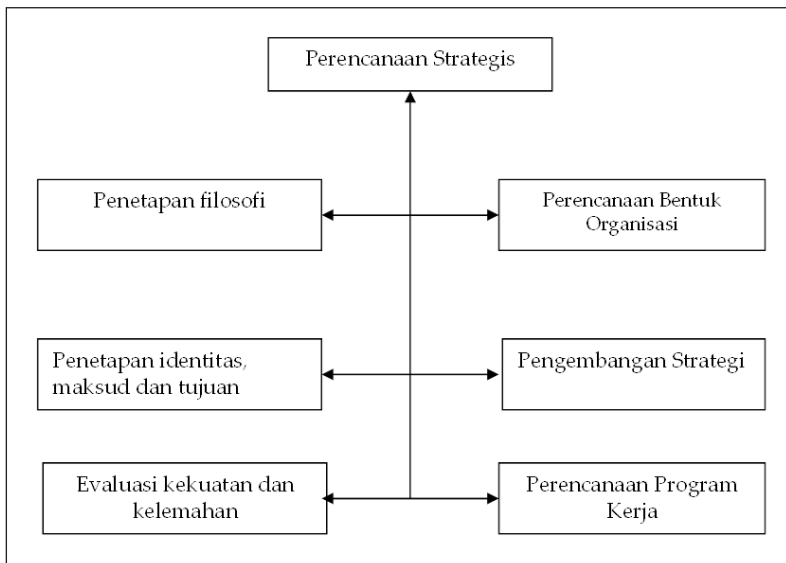 Perencanaan Strategis
Penetapan filosofi
Perencanaan Bentuk
Organisasi
Penetapan identitas,
maksud dan tujuan
Pengembangan Strategi
Evaluasi kekuatan dan
kelemahan
Perencanaan Program
Kerja